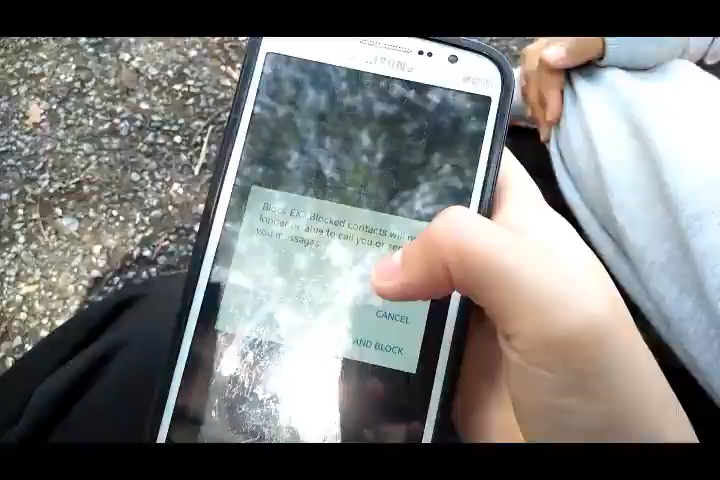 SAMSUNG
Block EX? Blocked contacts will no
longer be able to call you or send
you messages.
CANCEL
AND BLOCK